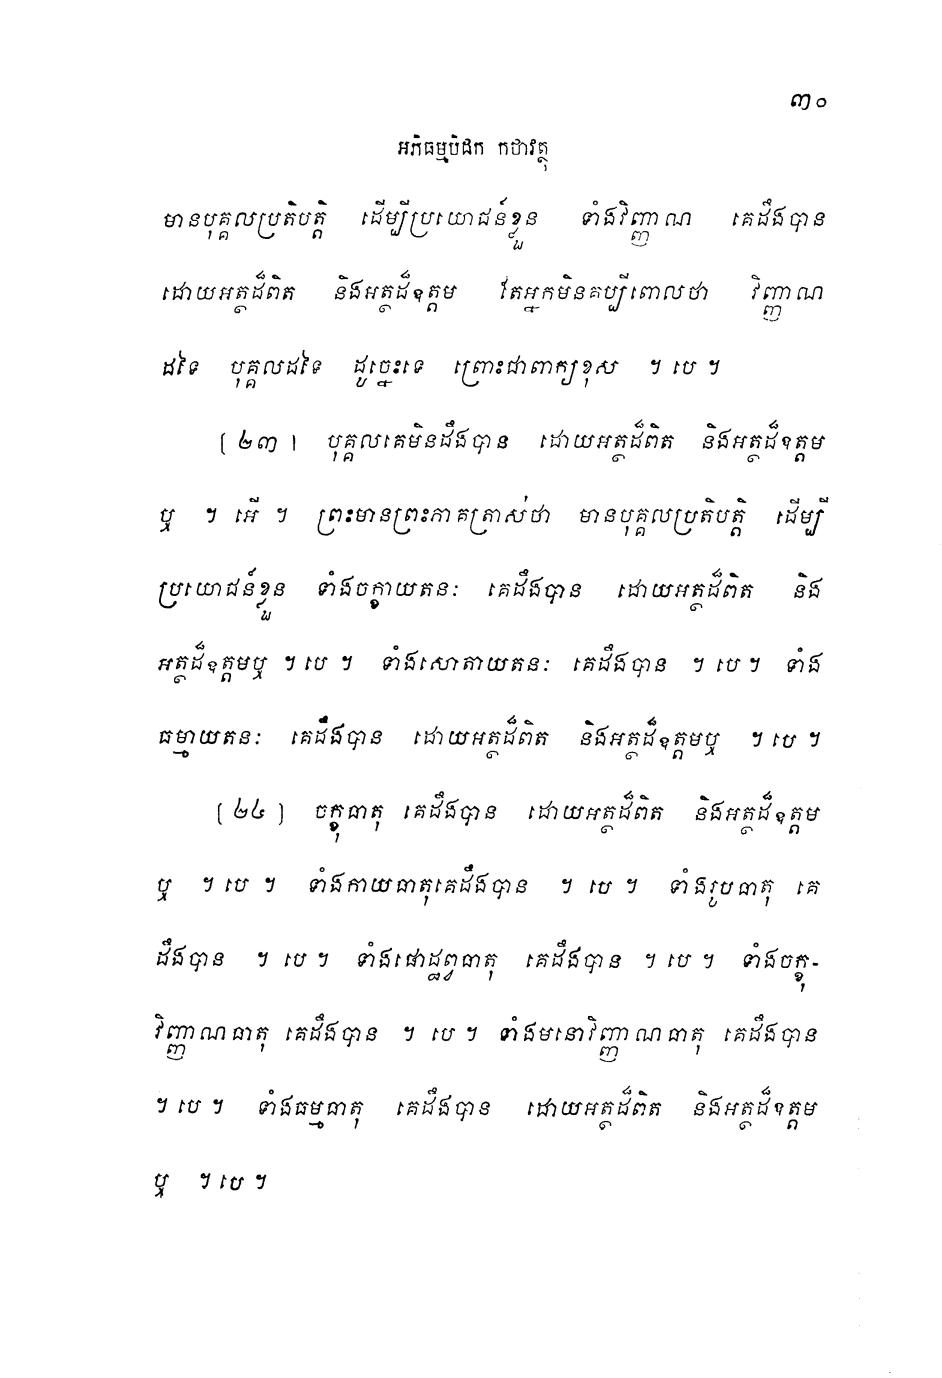 ៣០
អភិធម្មបិដក កថាវត្ថុ
មានបុគ្គលប្រតិបត្តិ ដើម្បីប្រយោជន៍ខ្លួន ទាំងវិញ្ញាណ គេដឹងបាន
ដោយអត្ថដ៏ពិត និងអត្ថដ៏ឧត្តម តែអ្នកមិនគប្បីពោលថា វិញ្ញាណ
ដទៃ បុគ្គលដទៃ ដូច្នេះទេ ព្រោះជាពាក្យខុស ។ បេ ។
[ ២៣ ] បុគ្គលគេមិនដឹងបាន ដោយអត្ថដ៏ពិត និងអត្ថដ៏ឧត្តម
ឬ ។ អើ ។ ព្រះមានព្រះភាគត្រាស់ថា មានបុគ្គលប្រតិបត្តិ ដើម្បី
ប្រយោជន៍ខ្លួន ទាំងចក្ខាយតនៈ គេដឹងបាន ដោយអត្ថដ៏ពិត និង
អត្ថដ៏ឧត្តមឬ ។ បេ ។ ទាំងសោតាយតនៈ គេដឹងបាន ។ បេ ។ ទាំង
ធម្មាយតនៈ គេដឹងបាន ដោយអត្ថដ៏ពិត និងអត្ថដ៏ឧត្តមឬ ។ បេ ។
[ ២៤ ] ចក្ខុធាតុ គេដឹងបាន ដោយអត្ថដ៏ពិត និងអត្ថដ៏ឧត្តម
ឬ ។ បេ ។ ទាំងកាយធាតុគេដឹងបាន ។ បេ ។ ទាំងរូបធាតុ គេ
ដឹងបាន ។ បេ ។ ទាំងផោដ្ឋព្វធាតុ គេដឹងបាន ។ បេ ។ ទាំងចក្ខុ-
វិញ្ញាណធាតុ គេដឹងបាន ។ បេ ។ ទាំងមនោវិញ្ញាណធាតុ គេដឹងបាន
។ បេ ។ ទាំងធម្មធាតុ គេដឹងបាន ដោយអត្ថដ៏ពិត និងអត្ថដ៏ឧត្តម
ឬ ។ បេ ។